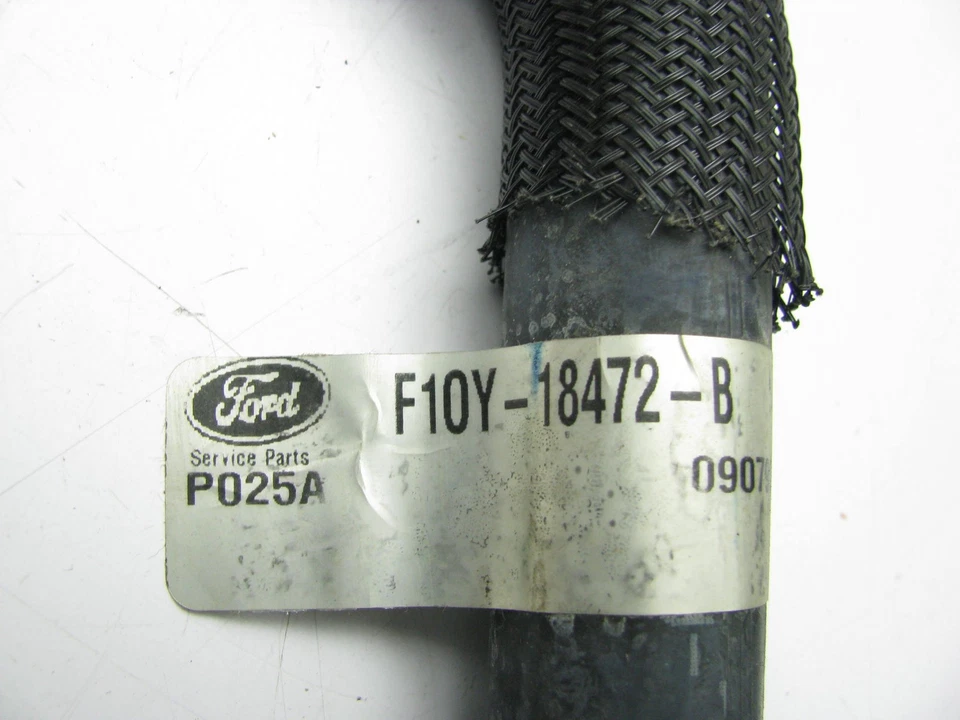 Ford
F10Y-18472-B
Service Parts
P025A
0907